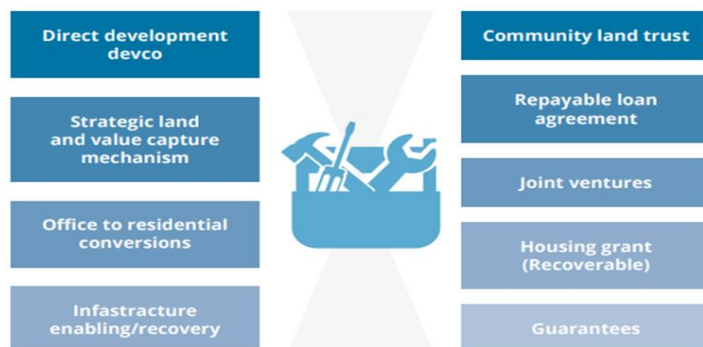 Direct development
devco
Strategic land
and value capture
mechanism
Office to residential
conversions
Infastracture
enabling/recovery
Community land trust
Repayable loan
agreement
Joint ventures
Housing grant
(Recoverable)
Guarantees